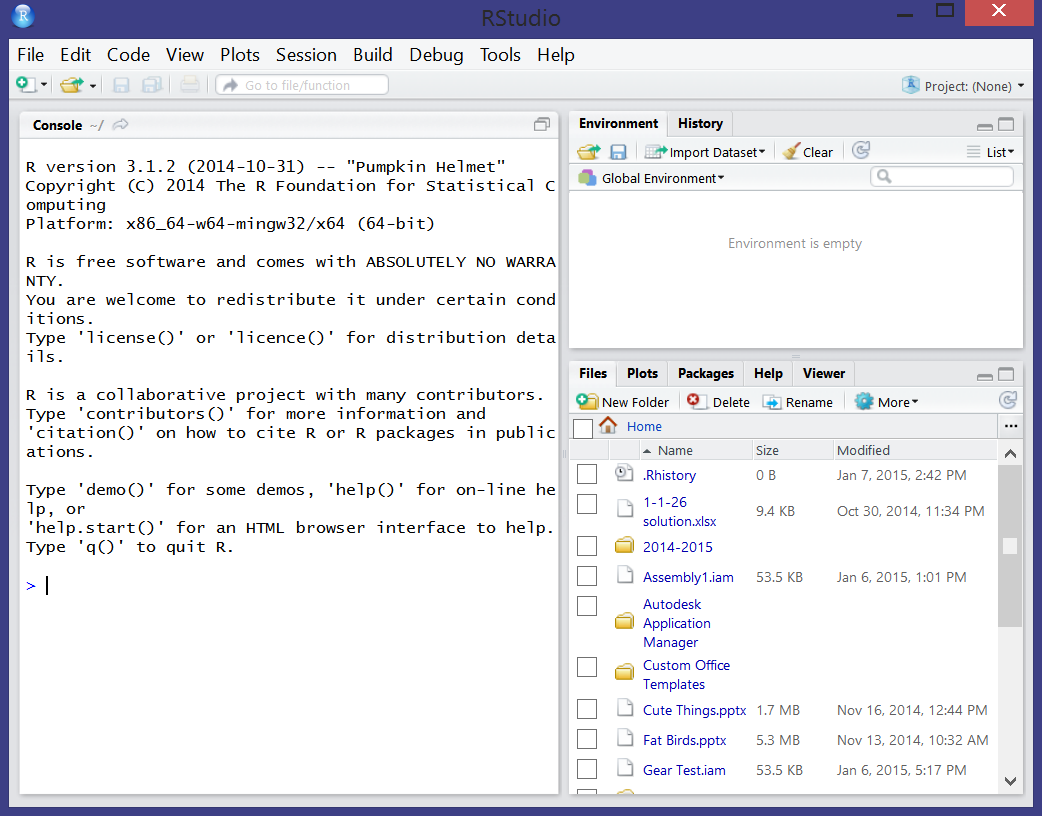 R
RStudio
File Edit Code View Plots Session Build Debug Tools Help
Go to file/function
R Project: (None)
Console ~/
R version 3.1.2 (2014-10-31) -- "Pumpkin Helmet"
Copyright (C) 2014 The R Foundation for Statistical C
omputing
Platform: x86_64-w64-mingw32/x64 (64-bit)
R is free software and comes with ABSOLUTELY NO WARRA
NTY.
You are welcome to redistribute it under certain cond
itions.
Type 'license()' or 'licence()' for distribution deta
ils.
R is a collaborative project with many contributors.
Type 'contributors()' for more information and
'citation()' on how to cite R or R packages in public
ations.
Type 'demo()' for some demos, 'help()' for on-line he
lp, or
'help.start()' for an HTML browser interface to help.
Type 'q()' to quit R.
>
Environment History
Import Dataset Clear List
Global Environment
Environment is empty
Files Plots Packages Help Viewer
New Folder Delete Rename More
Home ...
Name Size Modified
.Rhistory 0 B Jan 7, 2015, 2:42 PM
1-1-26
solution.xlsx 9.4 KB Oct 30, 2014, 11:34 PM
2014-2015
Assembly1.iam 53.5 KB Jan 6, 2015, 1:01 PM
Autodesk
Application
Manager
Custom Office
Templates
Cute Things.pptx 1.7 MB Nov 16, 2014, 12:44 PM
Fat Birds.pptx 5.3 MB Nov 13, 2014, 10:32 AM
Gear Test.iam 53.5 KB Jan 6, 2015, 5:17 PM